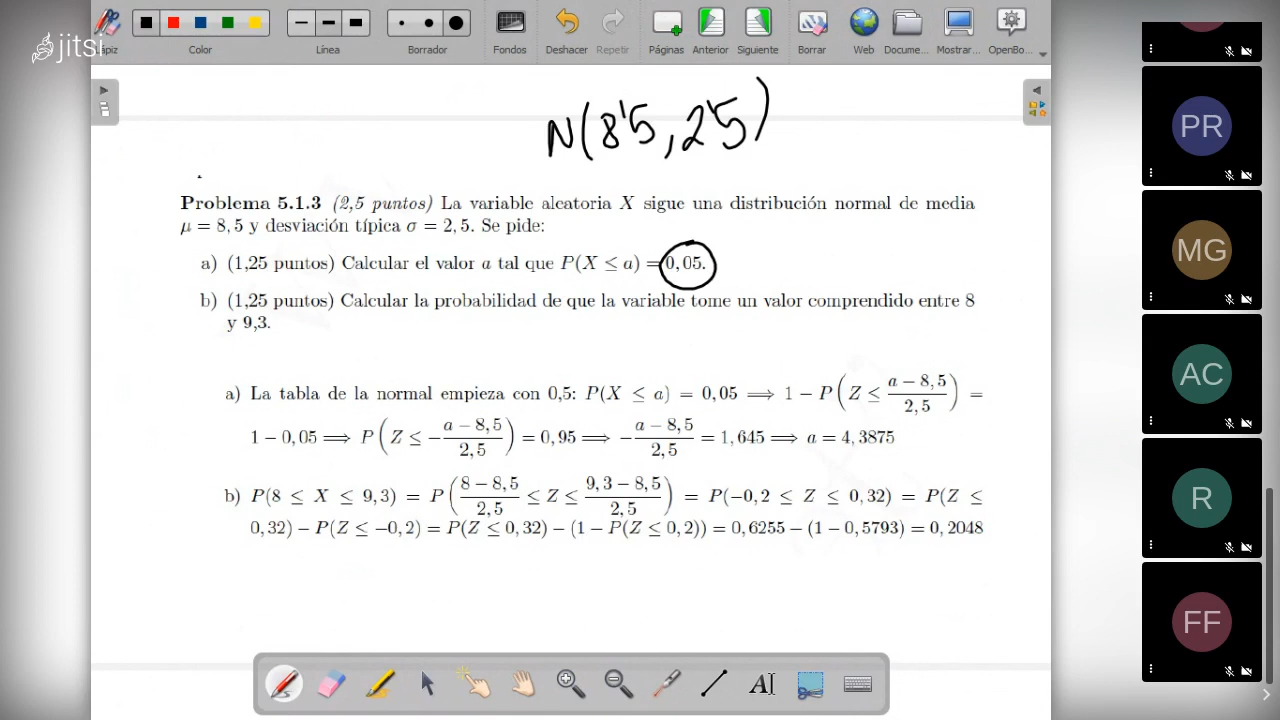 jitsi
Lápiz Color Línea Borrador Fondos Deshacer Repetir Páginas Anterior Siguiente Borrar Web Docume... Mostrar... OpenBo...
N(8'5, 2'5)
Problema 5.1.3 (2,5 puntos) La variable aleatoria X sigue una distribución normal de media
μ = 8,5 y desviación típica σ = 2,5. Se pide:
a) (1,25 puntos) Calcular el valor a tal que P(X ≤ a) = 0,05.
b) (1,25 puntos) Calcular la probabilidad de que la variable tome un valor comprendido entre 8
y 9,3.
a) La tabla de la normal empieza con 0,5: P(X ≤ a) = 0,05 ⟹ 1 − P(Z ≤ (a − 8,5)/2,5) =
1 − 0,05 ⟹ P(Z ≤ −(a − 8,5)/2,5) = 0,95 ⟹ −(a − 8,5)/2,5 = 1,645 ⟹ a = 4,3875
b) P(8 ≤ X ≤ 9,3) = P((8 − 8,5)/2,5 ≤ Z ≤ (9,3 − 8,5)/2,5) = P(−0,2 ≤ Z ≤ 0,32) = P(Z ≤
0,32) − P(Z ≤ −0,2) = P(Z ≤ 0,32) − (1 − P(Z ≤ 0,2)) = 0,6255 − (1 − 0,5793) = 0,2048
PR
MG
AC
R
FF